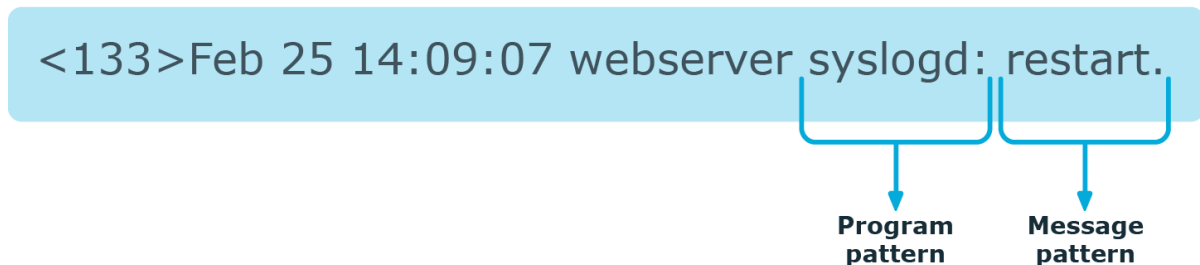 <133>Feb 25 14:09:07 webserver syslogd: restart.
Program
pattern
Message
pattern